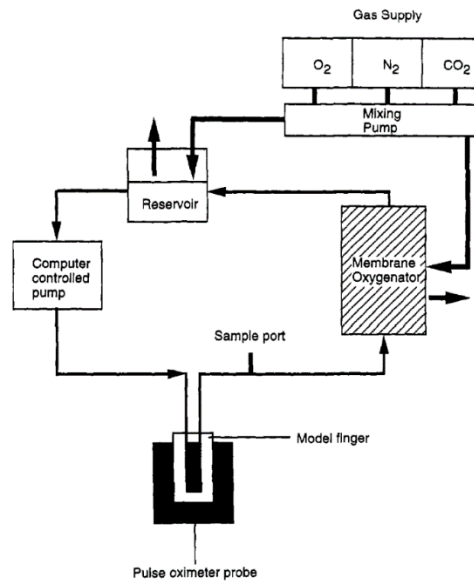 Gas Supply
O2 N2 CO2
Mixing
Pump
Reservoir
Computer
controlled
pump
Membrane
Oxygenator
Sample port
Model finger
Pulse oximeter probe